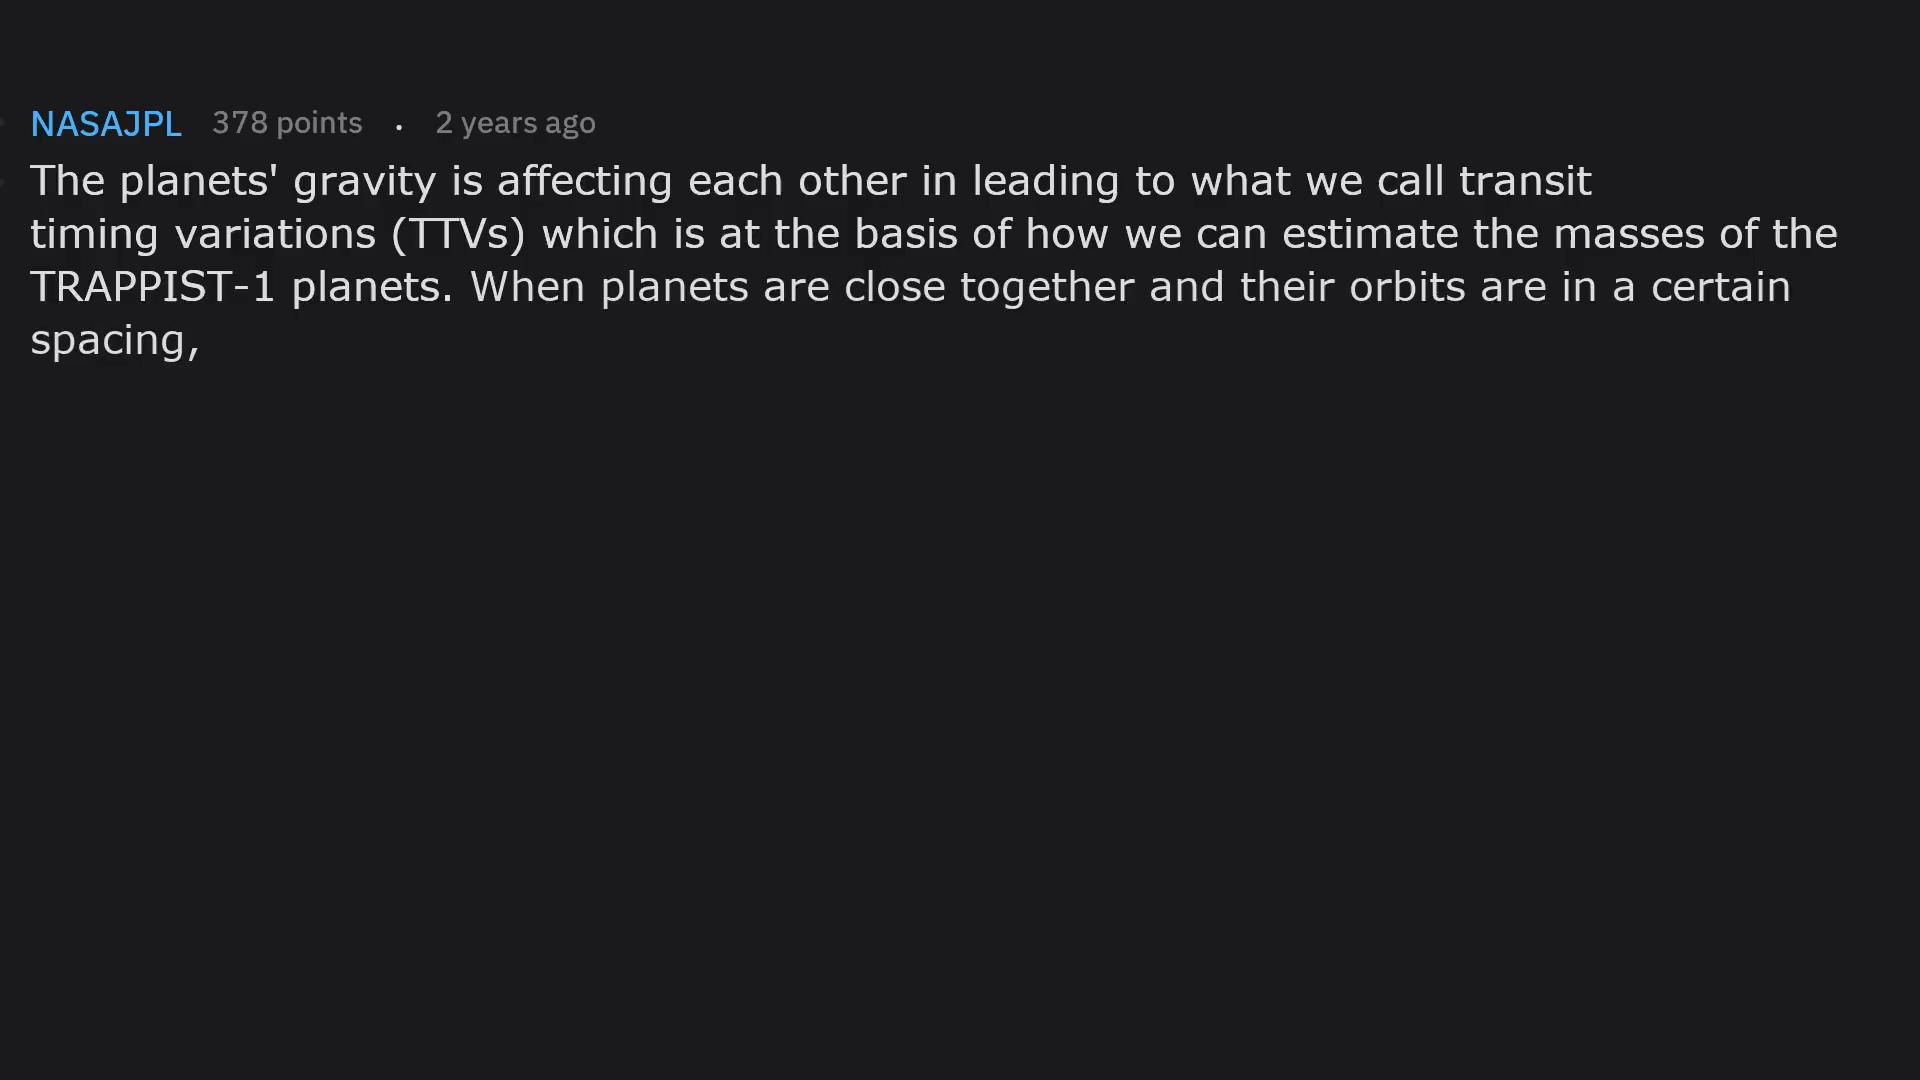 NASAJPL 378 points . 2 years ago
The planets' gravity is affecting each other in leading to what we call transit
timing variations (TTVs) which is at the basis of how we can estimate the masses of the
TRAPPIST-1 planets. When planets are close together and their orbits are in a certain
spacing,